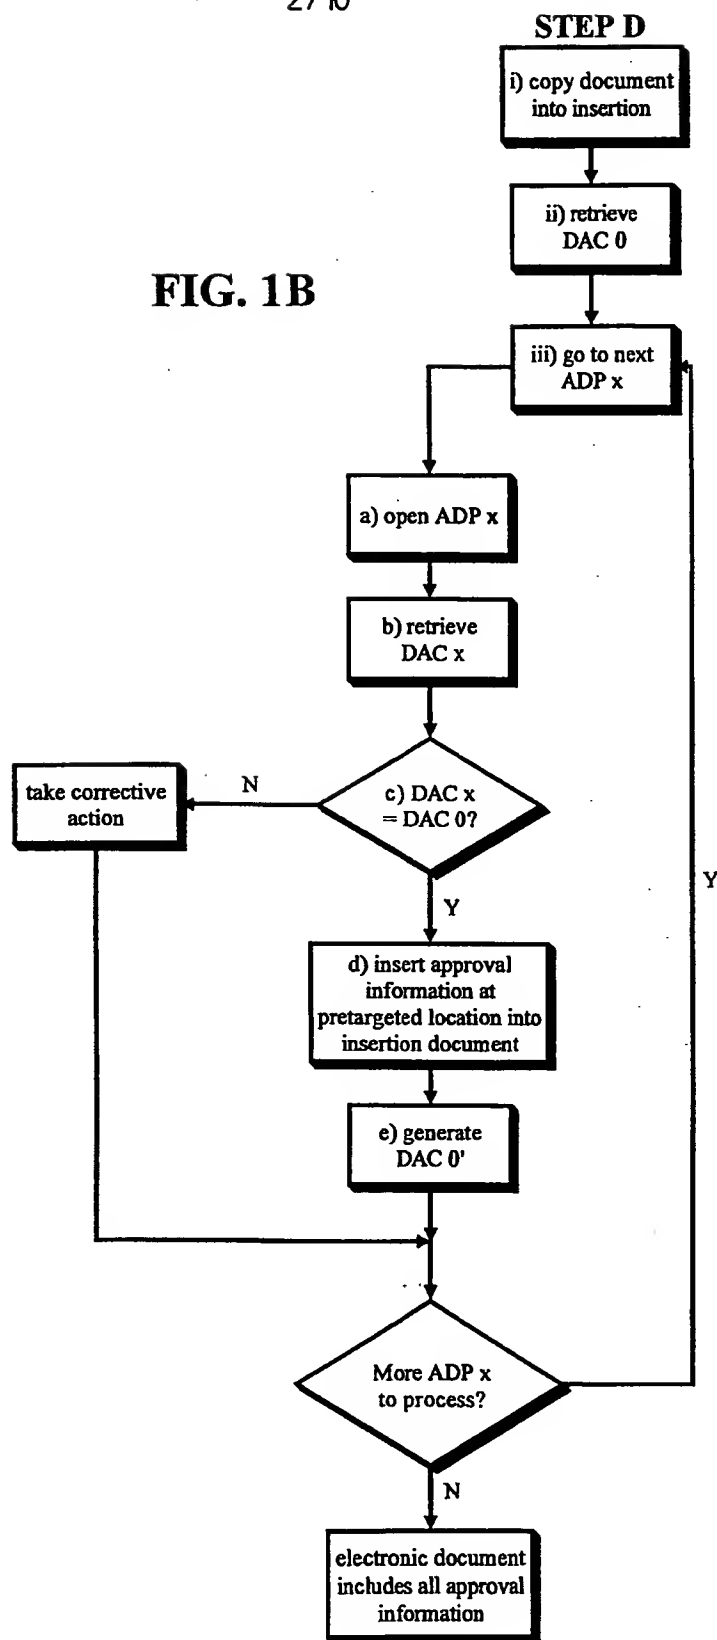 2/10
STEP D
i) copy document
into insertion
ii) retrieve
DAC 0
FIG. 1B
iii) go to next
ADP x
a) open ADP x
b) retrieve
DAC x
c) DAC x
= DAC 0?
N
take corrective
action
Y
Y
d) insert approval
information at
pretargeted location into
insertion document
e) generate
DAC 0'
More ADP x
to process?
N
electronic document
includes all approval
information